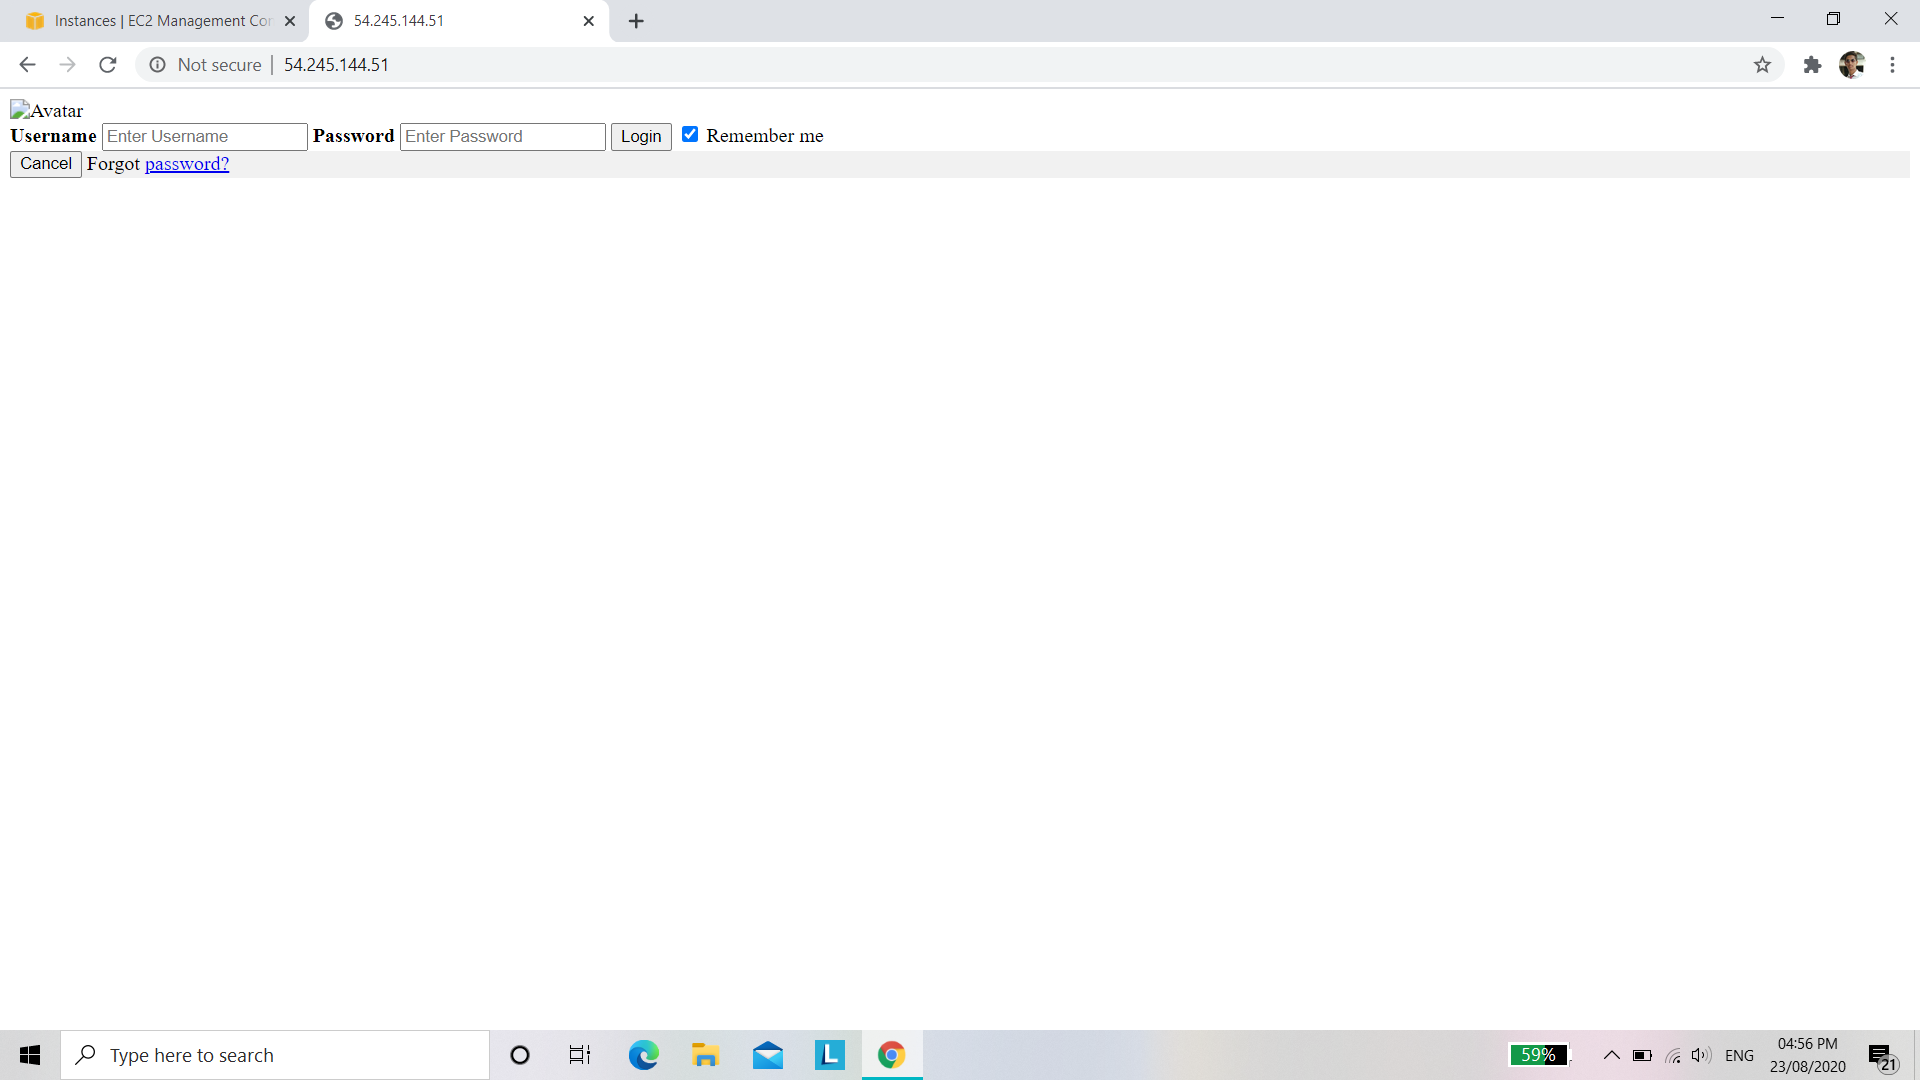 Instances | EC2 Management Con
54.245.144.51
Not secure | 54.245.144.51
Avatar
Username Enter Username Password Enter Password Login Remember me
Cancel Forgot password?
Type here to search
59%
ENG
04:56 PM
23/08/2020
21